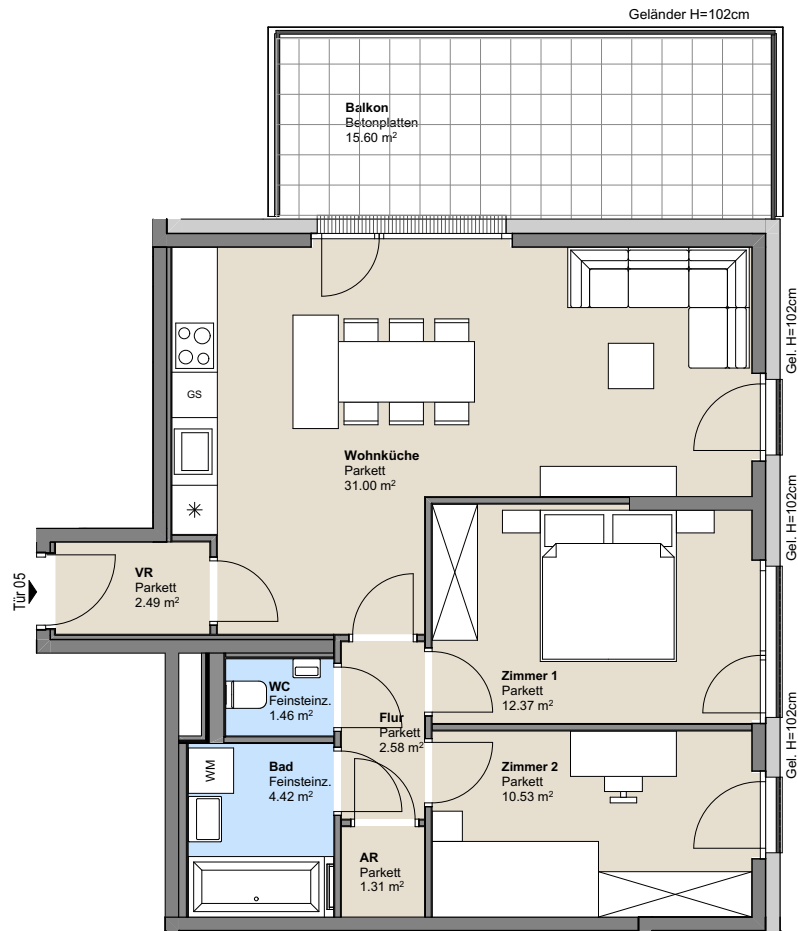 Geländer H=102cm
Balkon
Betonplatten
15.60 m²
Gel. H=102cm
GS
Wohnküche
Parkett
31.00 m²
Gel. H=102cm
Tür 05
VR
Parkett
2.49 m²
WC
Feinsteinz.
1.46 m²
Flur
Parkett
2.58 m²
Zimmer 1
Parkett
12.37 m²
Gel. H=102cm
WM
Bad
Feinsteinz.
4.42 m²
Zimmer 2
Parkett
10.53 m²
AR
Parkett
1.31 m²